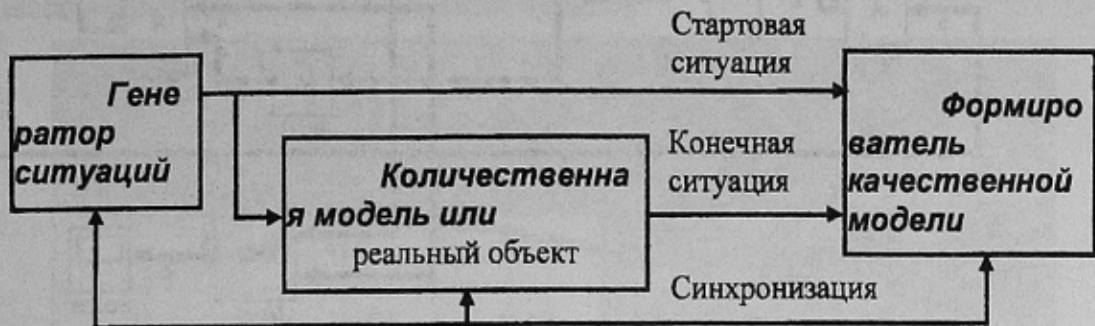 Гене
ратор
ситуаций
Стартовая
ситуация
Количественна
я модель или
реальный объект
Конечная
ситуация
Формиро
ватель
качественной
модели
Синхронизация